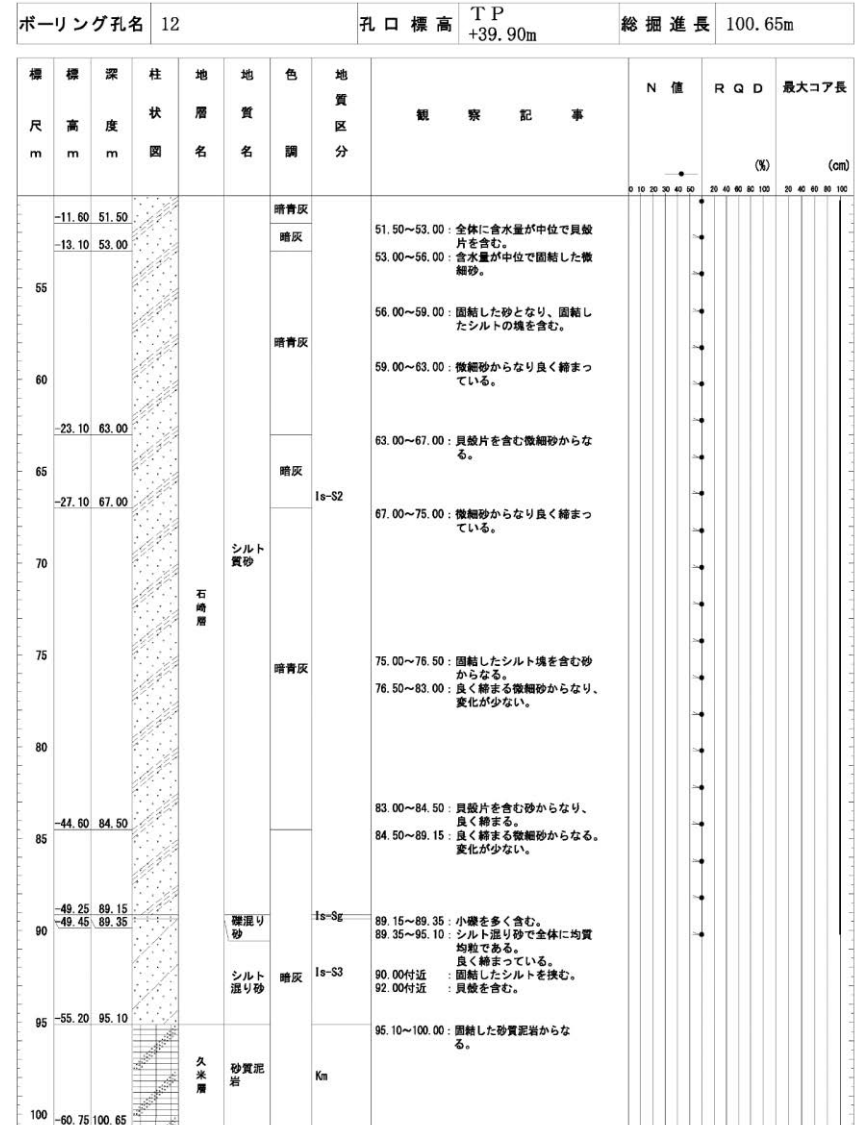 ボーリング孔名 12 孔口標高 TP +39.90m 総掘進長 100.65m
標尺 m 標高 m 深度 m 柱状図 地層名 地質名 色調 地質区分 観察記事 N値 RQD (%) 最大コア長 (cm)
0 10 20 30 40 50 20 40 60 80 100 20 40 60 80 100
暗青灰
-11.60 51.50
暗灰
51.50~53.00:全体に含水量が中位で貝殻
片を含む。
-13.10 53.00
53.00~56.00:含水量が中位で固結した微
細砂。
55
56.00~59.00:固結した砂となり、固結し
たシルトの塊を含む。
暗青灰
59.00~63.00:微細砂からなり良く締まっ
ている。
60
-23.10 63.00
63.00~67.00:貝殻片を含む微細砂からな
る。
65
暗灰
Is-S2
-27.10 67.00
67.00~75.00:微細砂からなり良く締まっ
ている。
シルト
質砂
70
石崎層
75
暗青灰
75.00~76.50:固結したシルト塊を含む砂
からなる。
76.50~83.00:良く締まる微細砂からなり、
変化が少ない。
80
83.00~84.50:貝殻片を含む砂からなり、
良く締まる。
-44.60 84.50
84.50~89.15:良く締まる微細砂からなる。
変化が少ない。
85
-49.25 89.15
Is-Sg
-49.45 89.35
礫混り
砂
89.15~89.35:小礫を多く含む。
89.35~95.10:シルト混り砂で全体に均質
均粒である。
良く締まっている。
90
シルト
混り砂
暗灰
Is-S3
90.00付近 :固結したシルトを挟む。
92.00付近 :貝殻を含む。
95
-55.20 95.10
95.10~100.00:固結した砂質泥岩からな
る。
久米層
砂質泥
岩
Km
100
-60.75 100.65